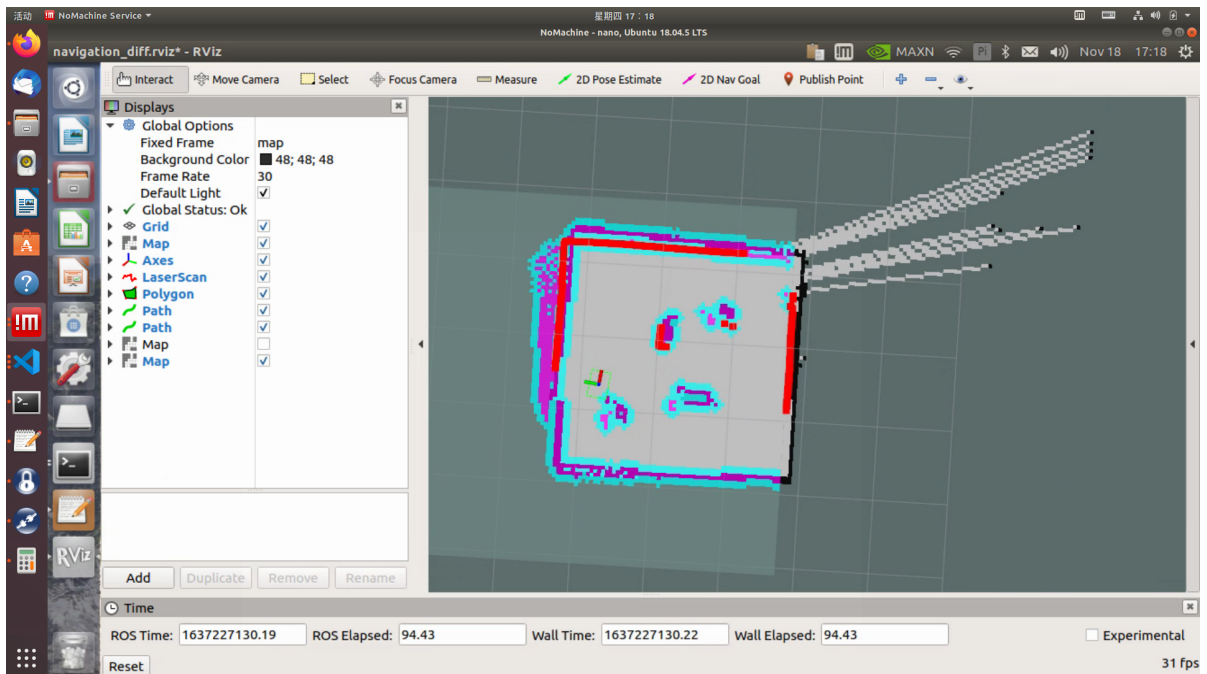 活动 NoMachine Service 星期四 17：18
NoMachine - nano, Ubuntu 18.04.5 LTS
navigation_diff.rviz* - RViz MAXN Pi Nov 18 17:18
Interact Move Camera Select Focus Camera Measure 2D Pose Estimate 2D Nav Goal Publish Point
Displays
Global Options
Fixed Frame map
Background Color 48; 48; 48
Frame Rate 30
Default Light
Global Status: Ok
Grid
Map
Axes
LaserScan
Polygon
Path
Path
Map
Map
Add Duplicate Remove Rename
RViz
Time
ROS Time: 1637227130.19 ROS Elapsed: 94.43 Wall Time: 1637227130.22 Wall Elapsed: 94.43 Experimental
Reset 31 fps